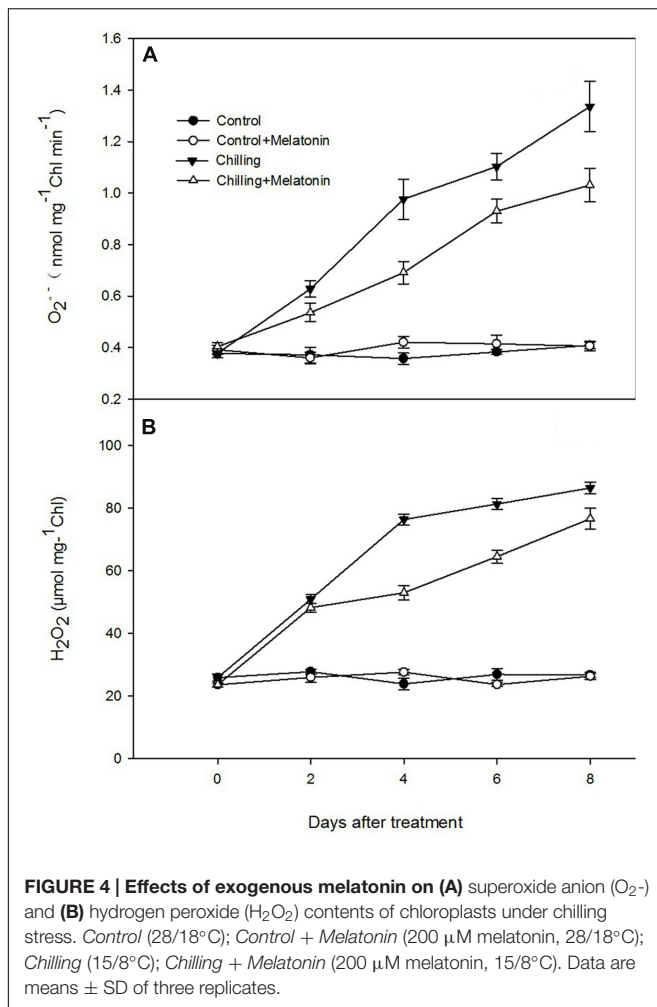 A
1.6
1.4
1.2
1.0
0.8
0.6
0.4
0.2
O₂°⁻ ( nmol mg⁻¹Chl min⁻¹)
Control
Control+Melatonin
Chilling
Chilling+Melatonin
B
100
80
60
40
20
0
H₂O₂ (μmol mg-¹Chl)
0 2 4 6 8
Days after treatment
FIGURE 4 | Effects of exogenous melatonin on (A) superoxide anion (O₂-)
and (B) hydrogen peroxide (H₂O₂) contents of chloroplasts under chilling
stress. Control (28/18°C); Control + Melatonin (200 μM melatonin, 28/18°C);
Chilling (15/8°C); Chilling + Melatonin (200 μM melatonin, 15/8°C). Data are
means ± SD of three replicates.